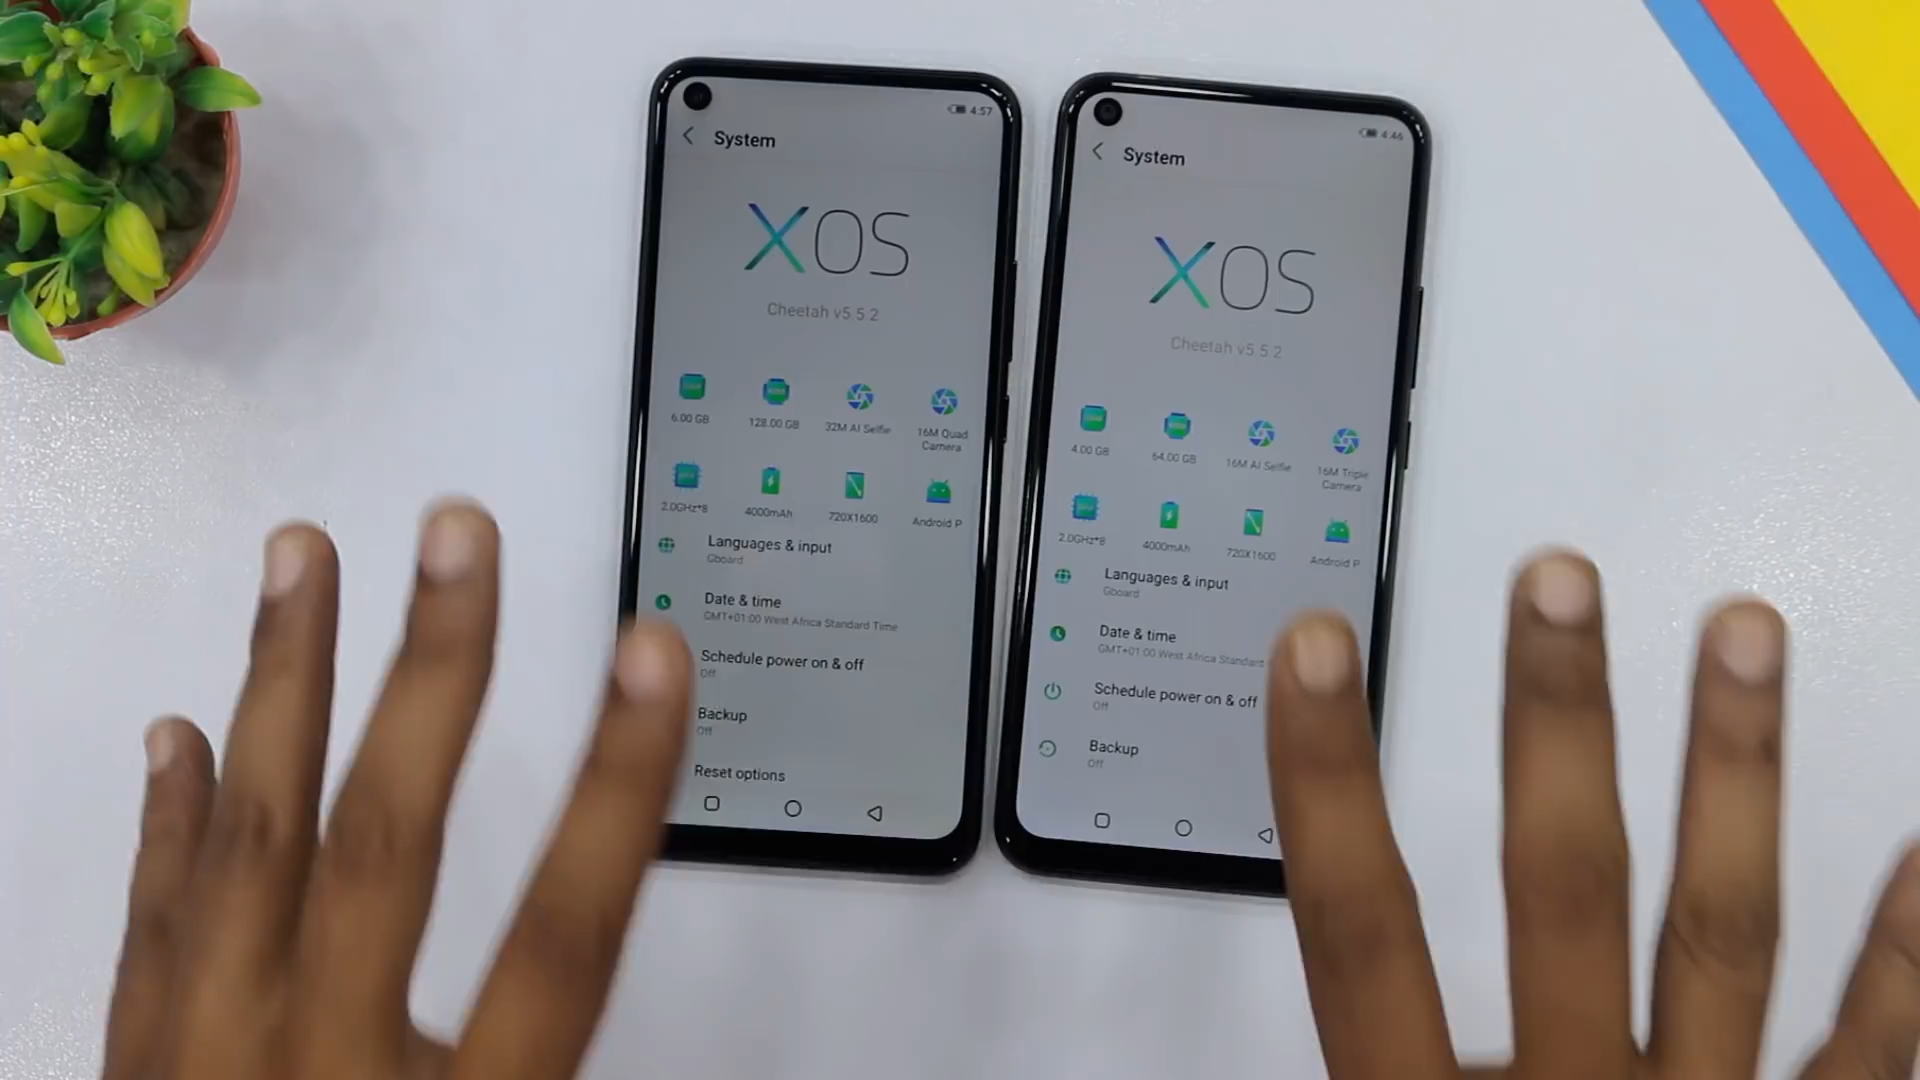 4:57
System
XOS
Cheetah v5.5.2
6.00 GB
128.00 GB
32M AI Selfie
16M Quad
Camera
2.0GHz*8
4000mAh
720X1600
Android P
Languages & input
Gboard
Date & time
GMT+01:00 West Africa Standard Time
Schedule power on & off
Off
Backup
Off
Reset options
4:46
System
XOS
Cheetah v5.5.2
4.00 GB
64.00 GB
16M AI Selfie
16M Triple
Camera
2.0GHz*8
4000mAh
720X1600
Android P
Languages & input
Gboard
Date & time
GMT+01:00 West Africa Standard
Schedule power on & off
Off
Backup
Off